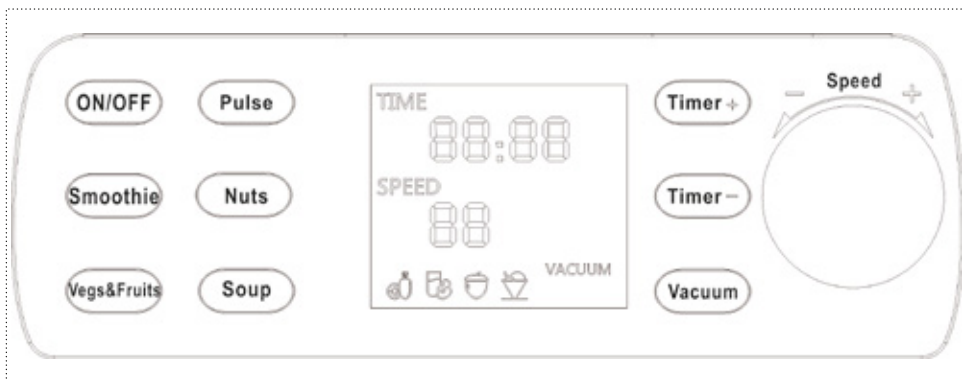 Speed
ON/OFF Pulse TIME Timer + − +
88:88
Smoothie Nuts SPEED Timer −
88
Vegs&Fruits Soup VACUUM Vacuum